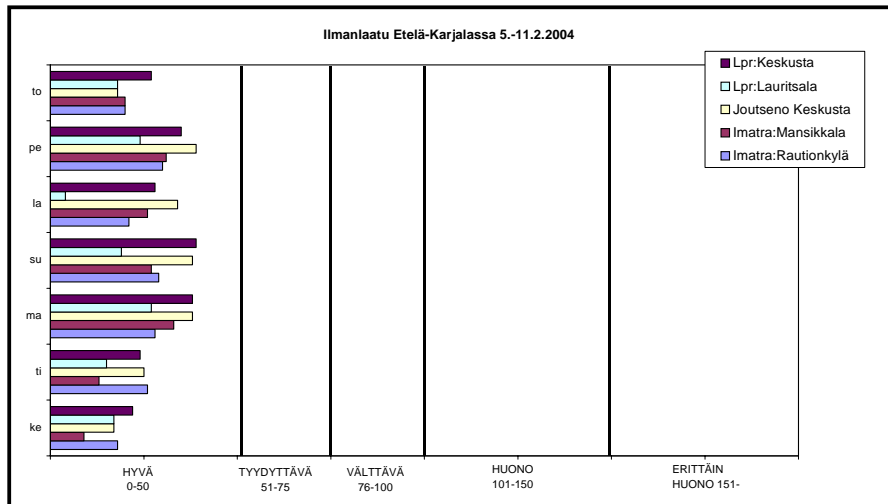 Ilmanlaatu Etelä-Karjalassa 5.-11.2.2004
Lpr:Keskusta
Lpr:Lauritsala
Joutseno Keskusta
Imatra:Mansikkala
Imatra:Rautionkylä
to
pe
la
su
ma
ti
ke
HYVÄ TYYDYTTÄVÄ VÄLTTÄVÄ HUONO ERITTÄIN
0-50 51-75 76-100 101-150 HUONO 151-